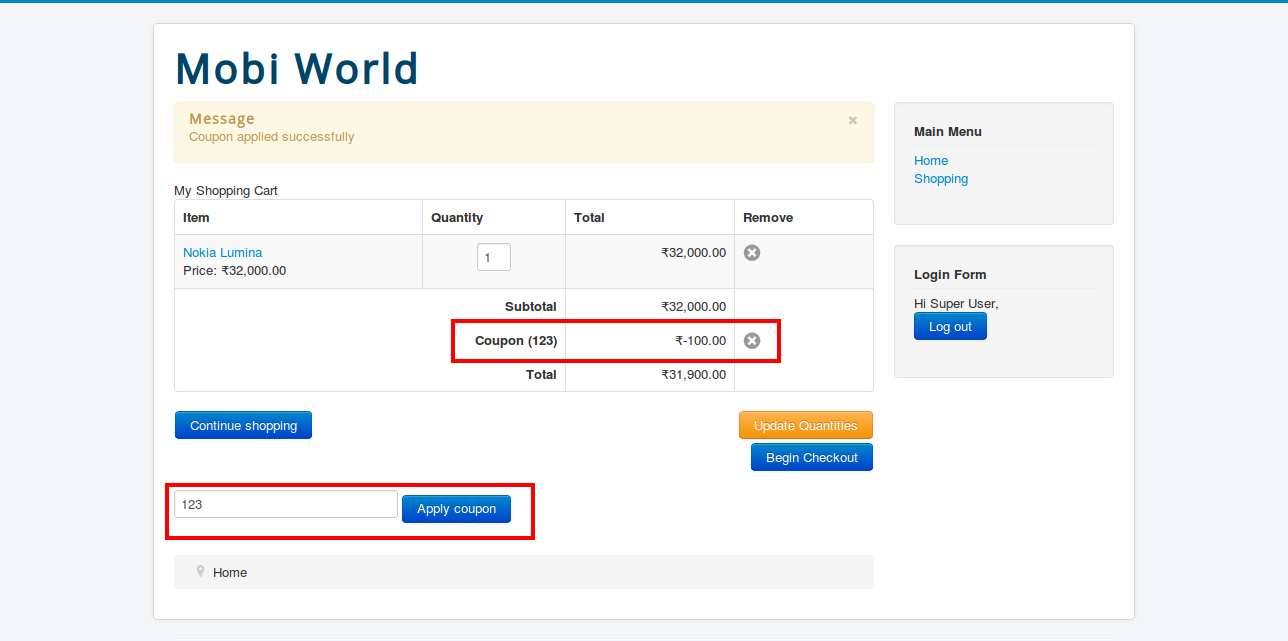 Mobi World
Message
Coupon applied successfully
×
My Shopping Cart
Item Quantity Total Remove
Nokia Lumina
Price: ₹32,000.00
1
₹32,000.00
Subtotal ₹32,000.00
Coupon (123) ₹-100.00
Total ₹31,900.00
Continue shopping
Update Quantities
Begin Checkout
123 Apply coupon
Home
Main Menu
Home
Shopping
Login Form
Hi Super User,
Log out